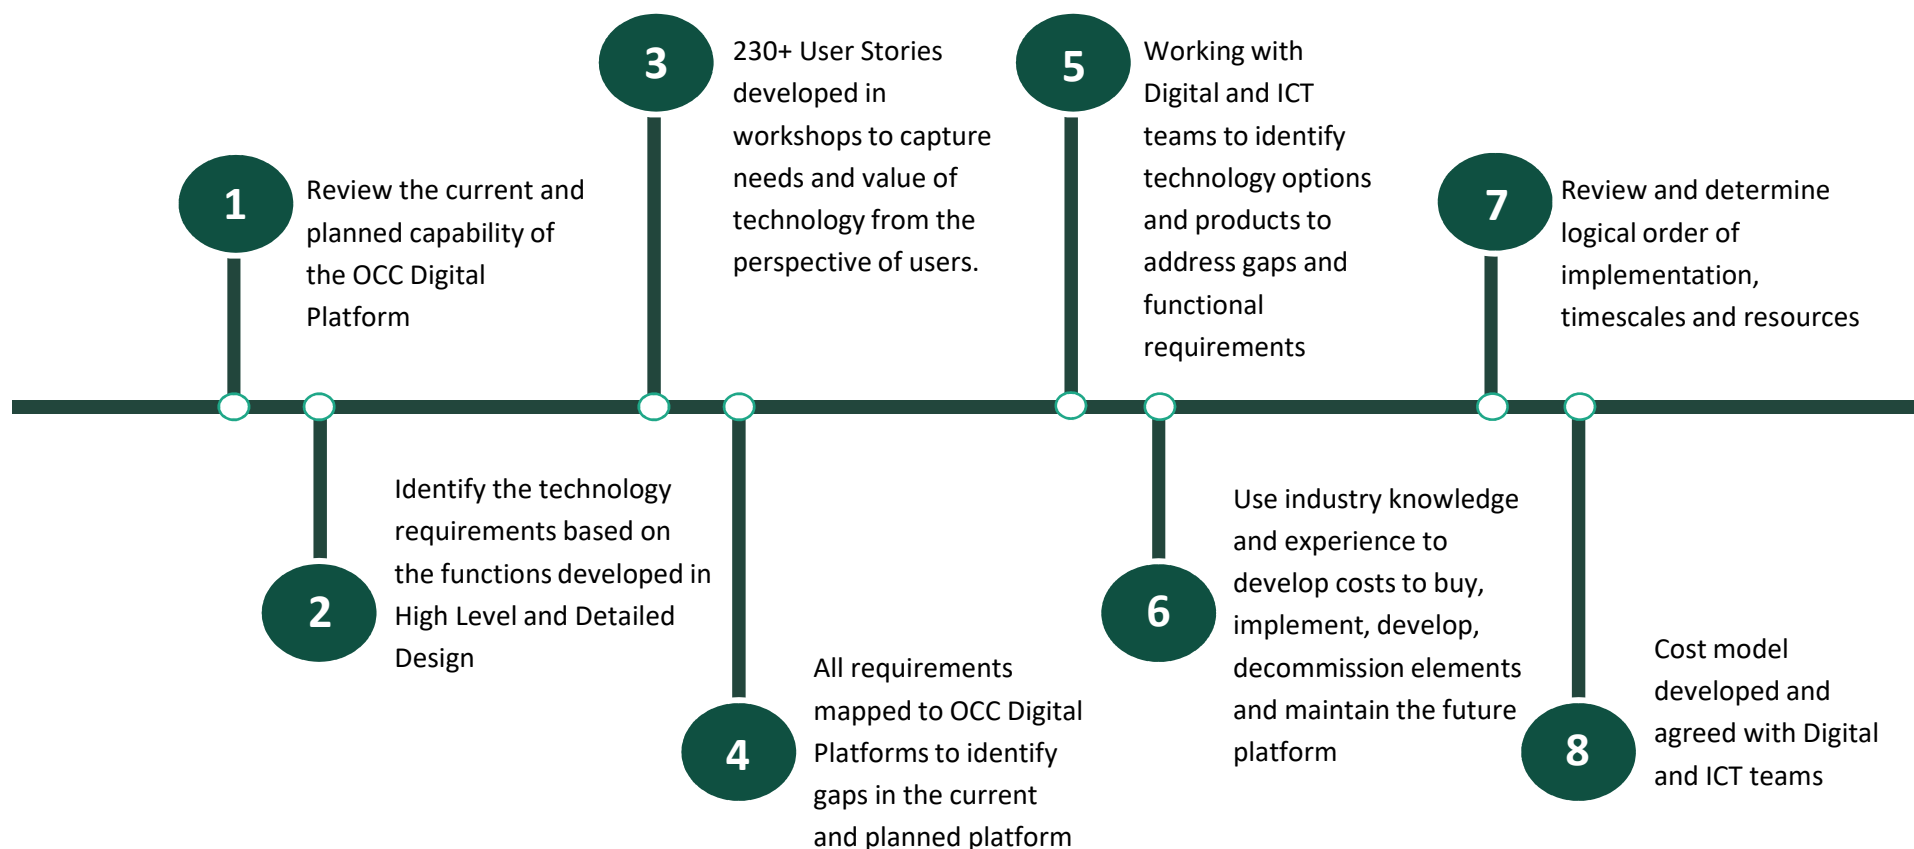 1
Review the current and
planned capability of
the OCC Digital
Platform
2
Identify the technology
requirements based on
the functions developed in
High Level and Detailed
Design
3
230+ User Stories
developed in
workshops to capture
needs and value of
technology from the
perspective of users.
4
All requirements
mapped to OCC Digital
Platforms to identify
gaps in the current
and planned platform
5
Working with
Digital and ICT
teams to identify
technology options
and products to
address gaps and
functional
requirements
6
Use industry knowledge
and experience to
develop costs to buy,
implement, develop,
decommission elements
and maintain the future
platform
7
Review and determine
logical order of
implementation,
timescales and resources
8
Cost model
developed and
agreed with Digital
and ICT teams